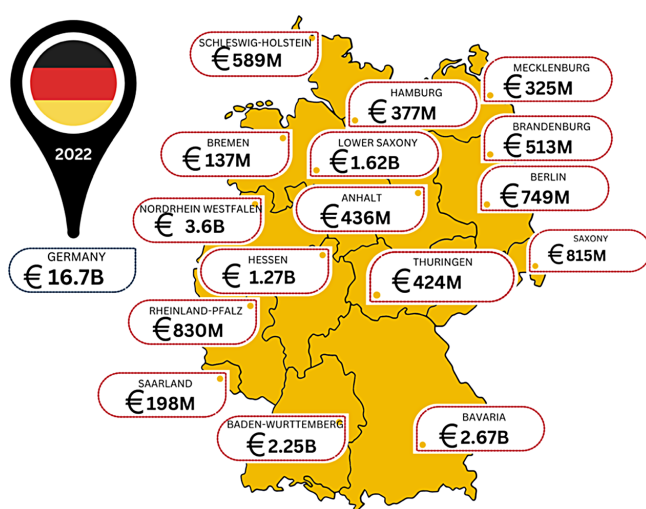 SCHLESWIG-HOLSTEIN
€589M
MECKLENBURG
€325M
HAMBURG
€377M
2022
BREMEN
€137M
LOWER SAXONY
€1.62B
BRANDENBURG
€513M
BERLIN
€749M
NORDRHEIN WESTFALEN
€3.6B
ANHALT
€436M
GERMANY
€16.7B
HESSEN
€1.27B
THURINGEN
€424M
SAXONY
€815M
RHEINLAND-PFALZ
€830M
SAARLAND
€198M
BADEN-WURTTEMBERG
€2.25B
BAVARIA
€2.67B